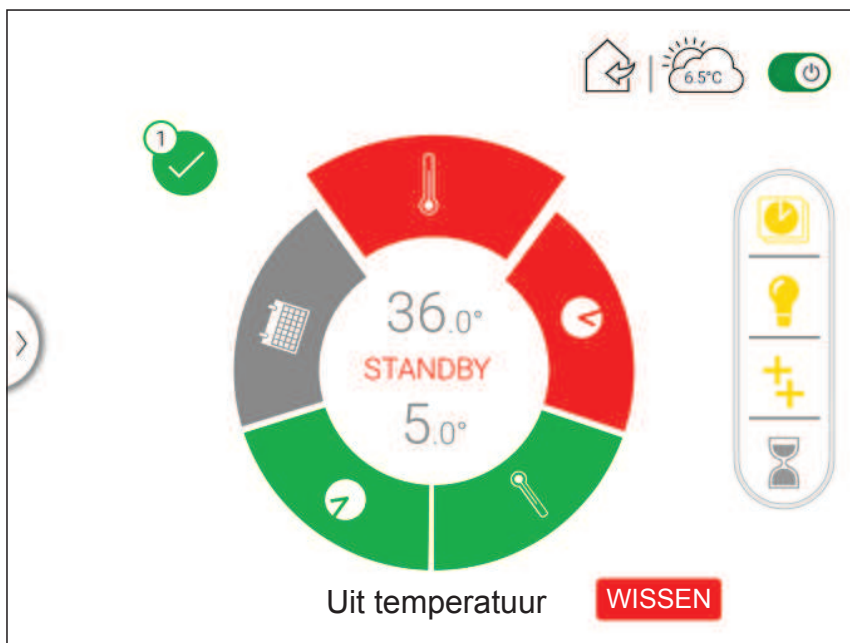 6.5°C
1
36.0°
STANDBY
5.0°
Uit temperatuur
WISSEN